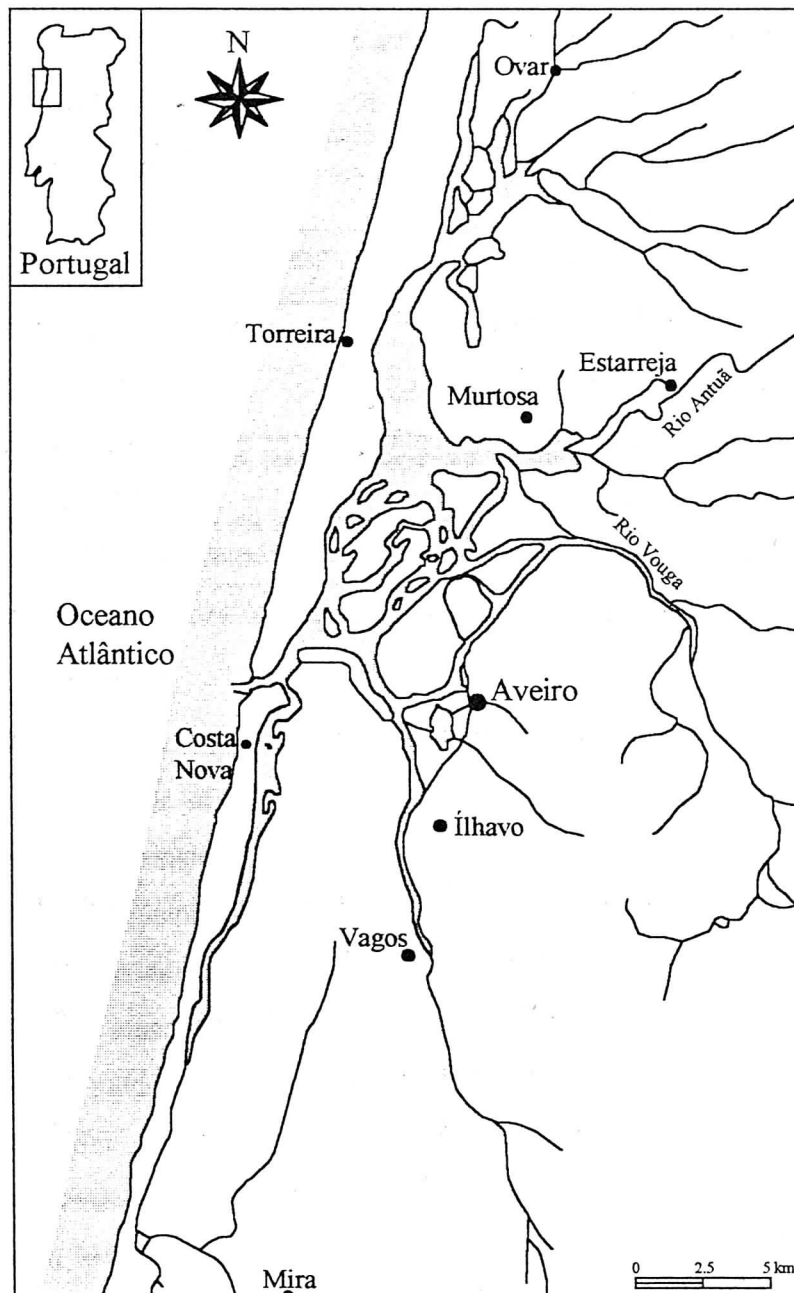 N
Portugal
Ovar
Torreira
Estarreja
Murtosa
Rio Antuã
Rio Vouga
Oceano
Atlântico
Aveiro
Costa
Nova
Ílhavo
Vagos
Mira
0 2.5 5 km